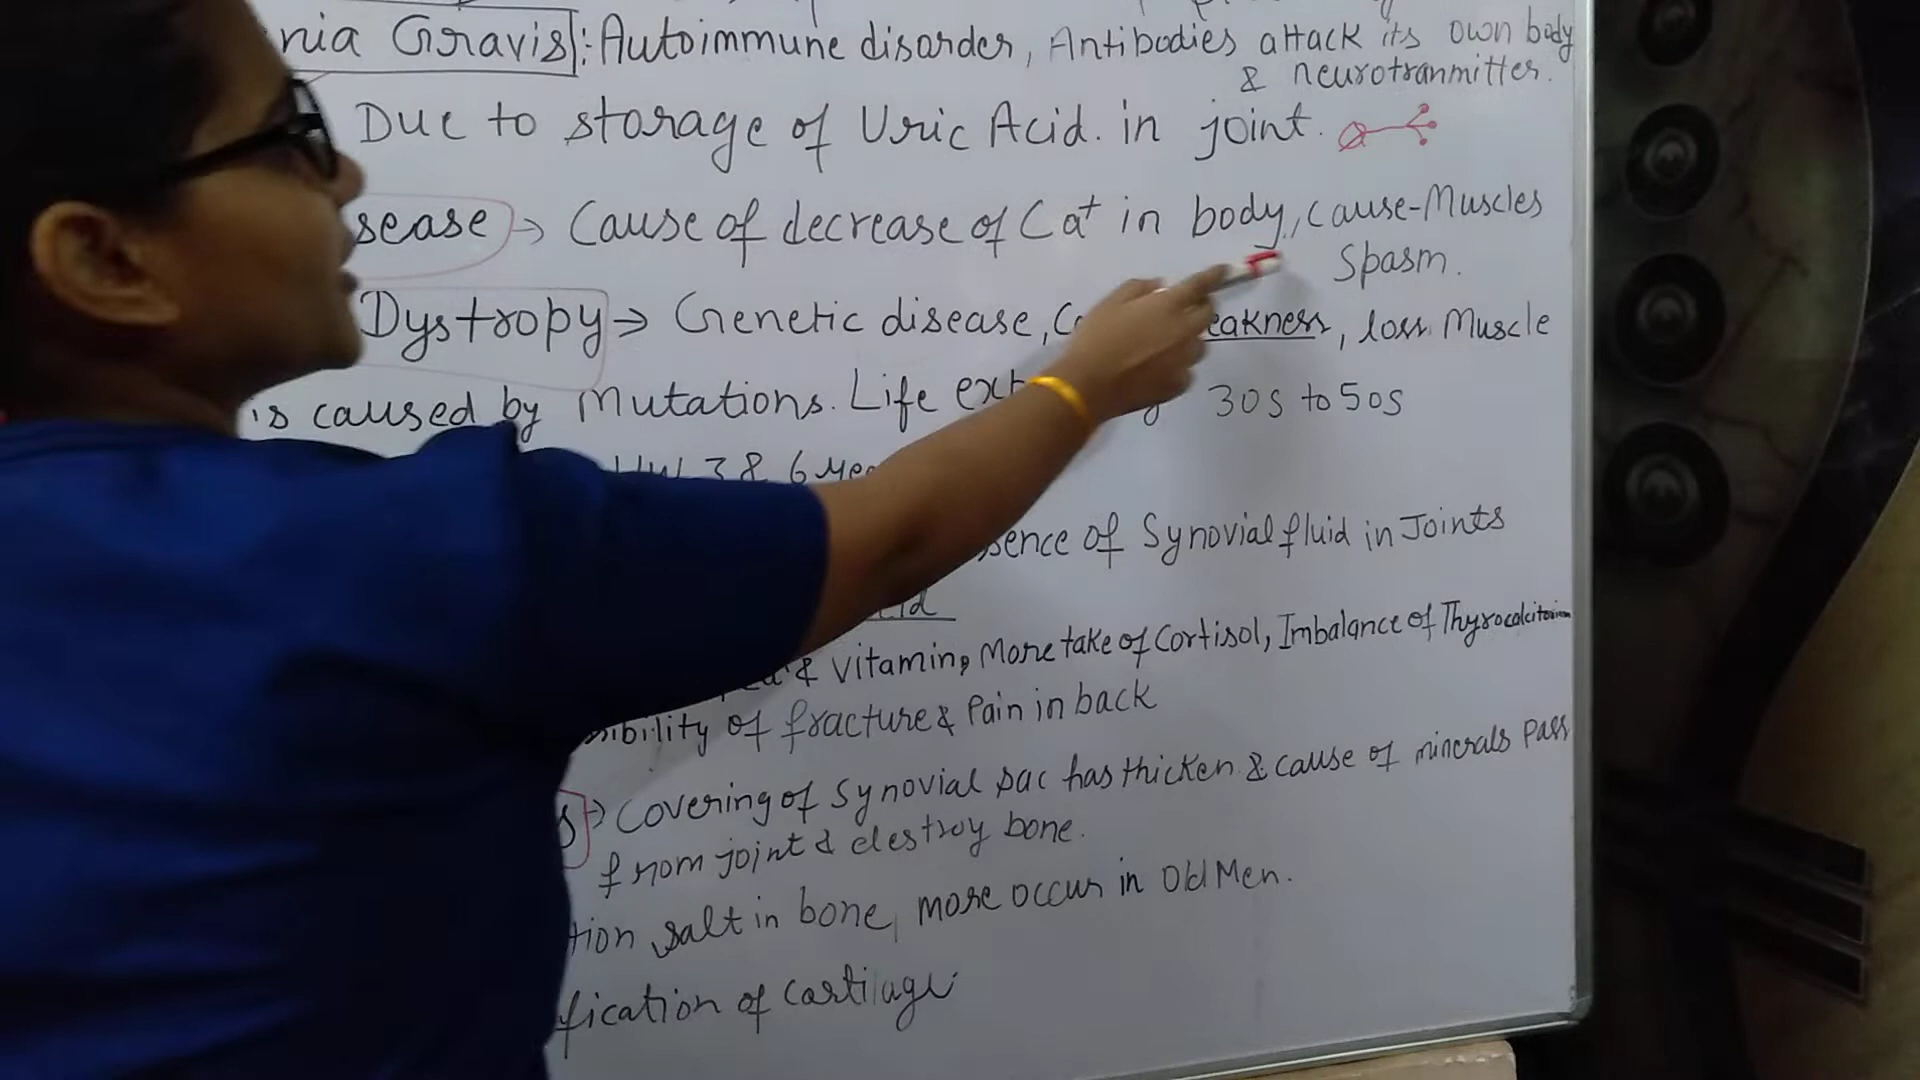 nia Gravis : Autoimmune disorder, Antibodies attack its own body
& neurotranmitter.
Due to storage of Uric Acid. in joint.
sease → Cause of decrease of Ca+ in body, cause-Muscles
Spasm.
Dystropy → Genetic disease, eakness, loss Muscle
is caused by Mutations. Life 30s to 50s
3 & 6
sence of Synovial fluid in Joints
& Vitamin, More take of Cortisol, Imbalance of
sibility of fracture & Pain in back
s → Covering of Synovial sac has thicken & cause of minerals pass
from joint & destroy bone.
tion salt in bone, more occur in Old Men.
fication of cartilage